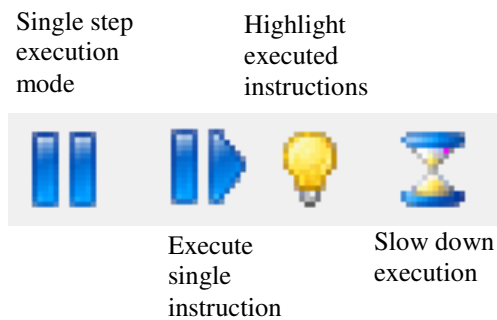 Single step
execution
mode
Highlight
executed
instructions
Execute
single
instruction
Slow down
execution